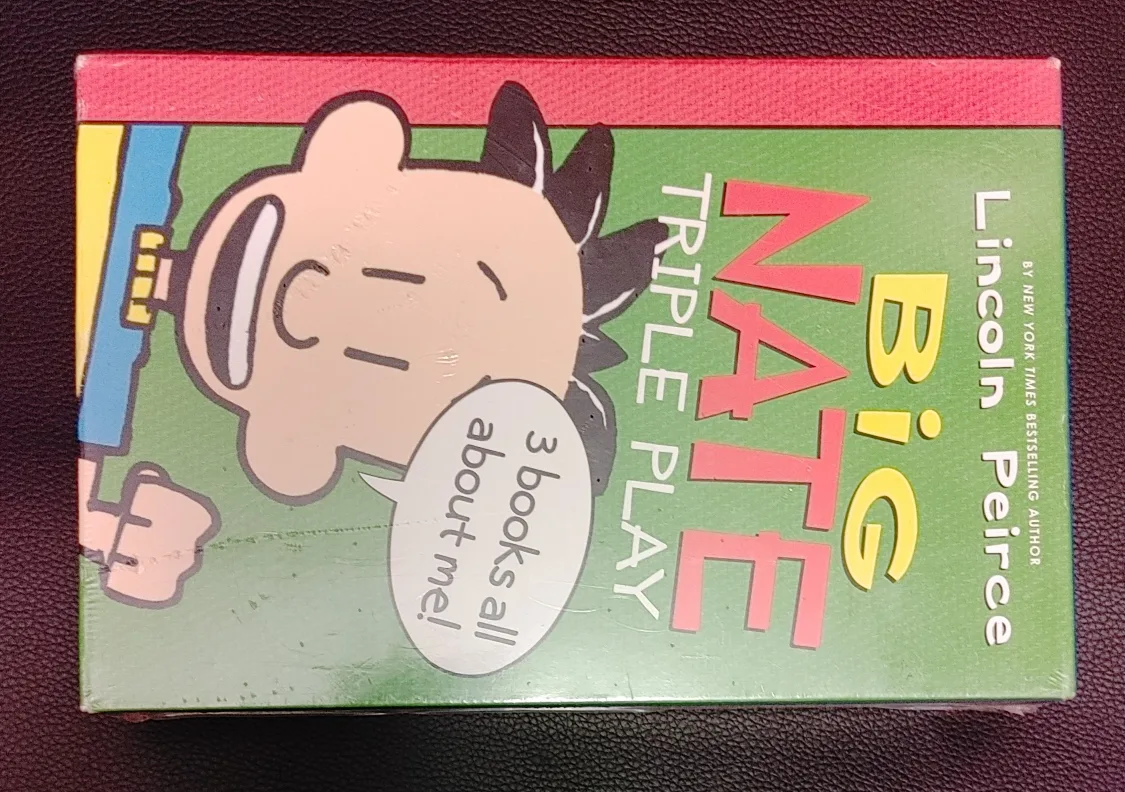 BY NEW YORK TIMES BESTSELLING AUTHOR
Lincoln Peirce
BiG
NATE
TRIPLE PLAY
3 books all
about me!